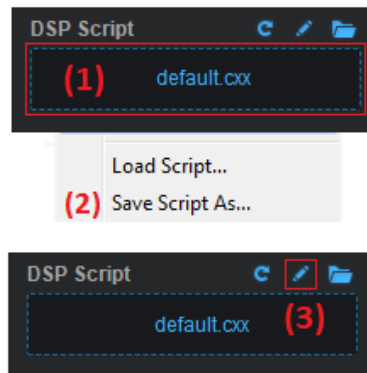 DSP Script
(1) default.cxx
Load Script...
(2) Save Script As...
DSP Script
default.cxx (3)